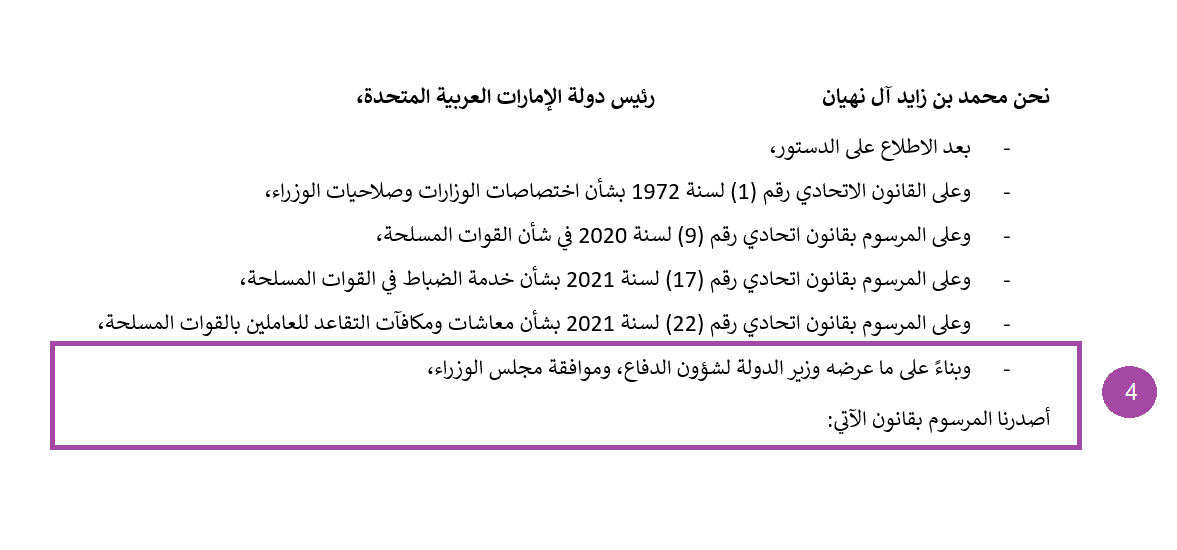 نحن محمد بن زايد آل نهيان رئيس دولة الإمارات العربية المتحدة،
- بعد الاطلاع على الدستور،
- وعلى القانون الاتحادي رقم (1) لسنة 1972 بشأن اختصاصات الوزارات وصلاحيات الوزراء،
- وعلى المرسوم بقانون اتحادي رقم (9) لسنة 2020 في شأن القوات المسلحة،
- وعلى المرسوم بقانون اتحادي رقم (17) لسنة 2021 بشأن خدمة الضباط في القوات المسلحة،
- وعلى المرسوم بقانون اتحادي رقم (22) لسنة 2021 بشأن معاشات ومكافآت التقاعد للعاملين بالقوات المسلحة،
- وبناءً على ما عرضه وزير الدولة لشؤون الدفاع، وموافقة مجلس الوزراء،
4
أصدرنا المرسوم بقانون الآتي: